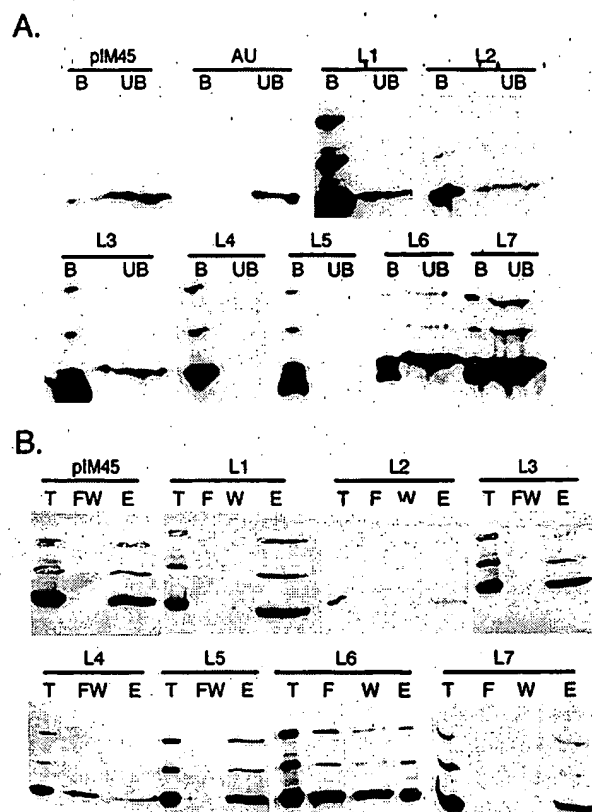 A.
pIM45 AU L1 L2
B UB B UB B UB B UB
L3 L4 L5 L6 L7
B UB B UB B UB B UB B UB
B.
pIM45 L1 L2 L3
T FW E T F W E T F W E T FW E
L4 L5 L6 L7
T FW E T FW E T F W E T F W E